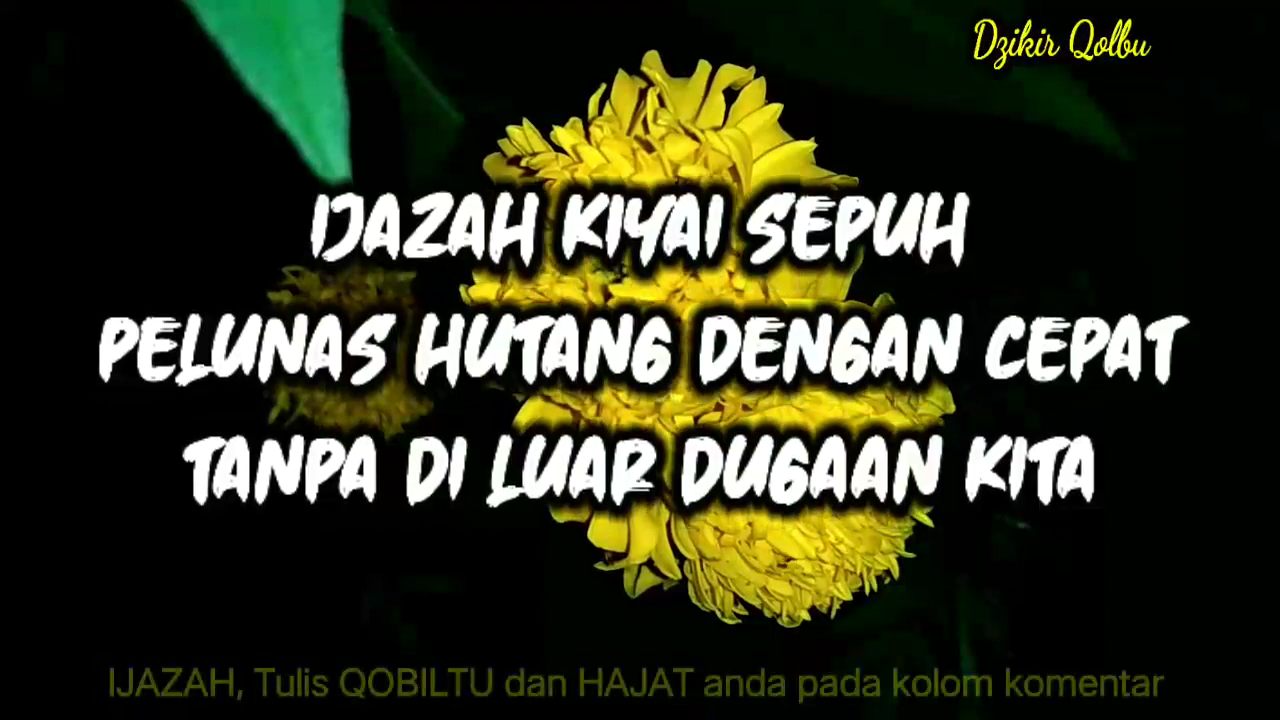 Dzikir Qolbu
IJAZAH KIYAI SEPUH
PELUNAS HUTANG DENGAN CEPAT
TANPA DI LUAR DUGAAN KITA
IJAZAH, Tulis QOBILTU dan HAJAT anda pada kolom komentar